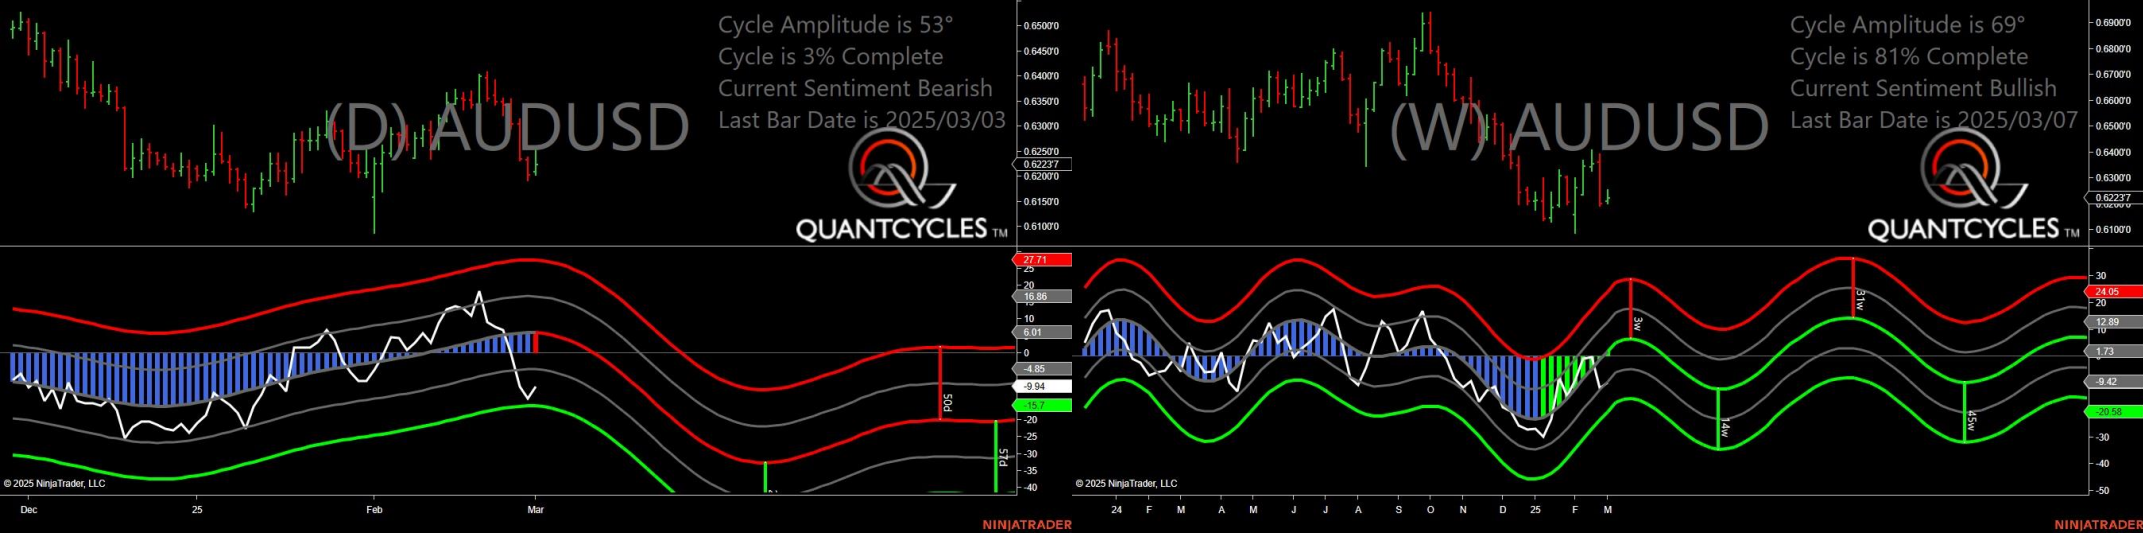 Cycle Amplitude is 53°
Cycle is 3% Complete
Current Sentiment Bearish
Last Bar Date is 2025/03/03
(D) AUDUSD
QUANTCYCLES TM
0.6500'0
0.6450'0
0.6400'0
0.6350'0
0.6300'0
0.6250'0
0.6223'7
0.6200'0
0.6150'0
0.6100'0
27.71
25
20
16.86
10
6.01
0
-4.85
-9.94
-15.7
-20
-25
-30
-35
-40
50d
57d
© 2025 NinjaTrader, LLC
Dec 25 Feb Mar
NINJATRADER
Cycle Amplitude is 69°
Cycle is 81% Complete
Current Sentiment Bullish
Last Bar Date is 2025/03/07
(W) AUDUSD
QUANTCYCLES TM
0.6900'0
0.6800'0
0.6700'0
0.6600'0
0.6500'0
0.6400'0
0.6300'0
0.6223'7
0.6100'0
30
24.05
20
12.89
10
1.73
-9.42
-20.58
-30
-40
-50
3w
14w
31w
45w
© 2025 NinjaTrader, LLC
24 F M A M J J A S O N D 25 F M
NINJATRADER